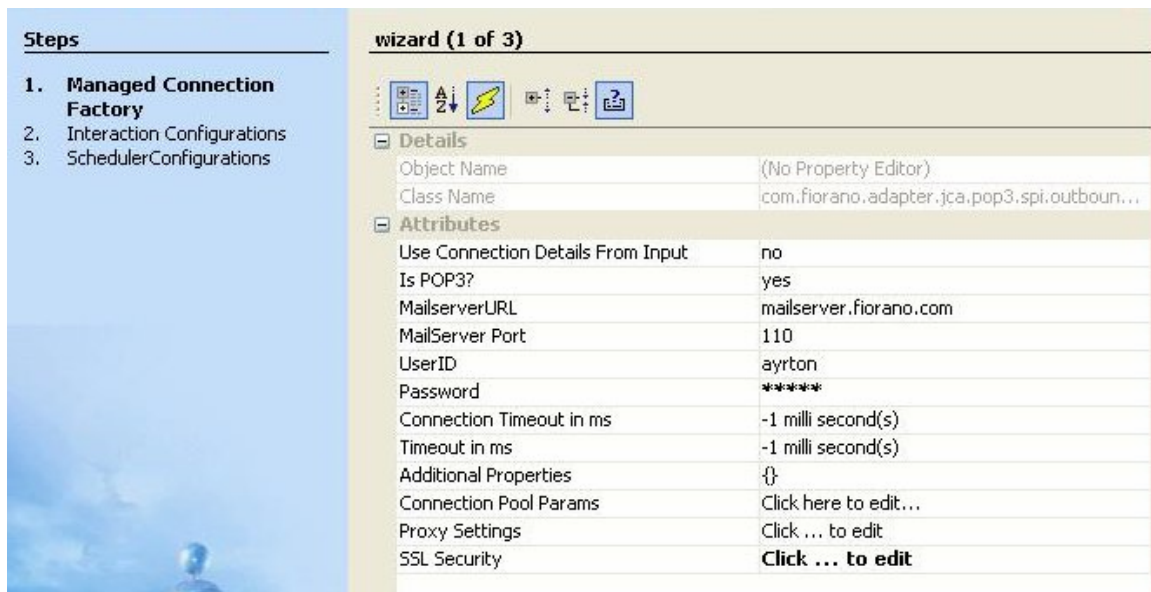 Steps
1. Managed Connection
Factory
2. Interaction Configurations
3. SchedulerConfigurations
wizard (1 of 3)
Details
Object Name (No Property Editor)
Class Name com.fiorano.adapter.jca.pop3.spi.outboun...
Attributes
Use Connection Details From Input no
Is POP3? yes
MailserverURL mailserver.fiorano.com
MailServer Port 110
UserID ayrton
Password *****
Connection Timeout in ms -1 milli second(s)
Timeout in ms -1 milli second(s)
Additional Properties {}
Connection Pool Params Click here to edit...
Proxy Settings Click ... to edit
SSL Security Click ... to edit